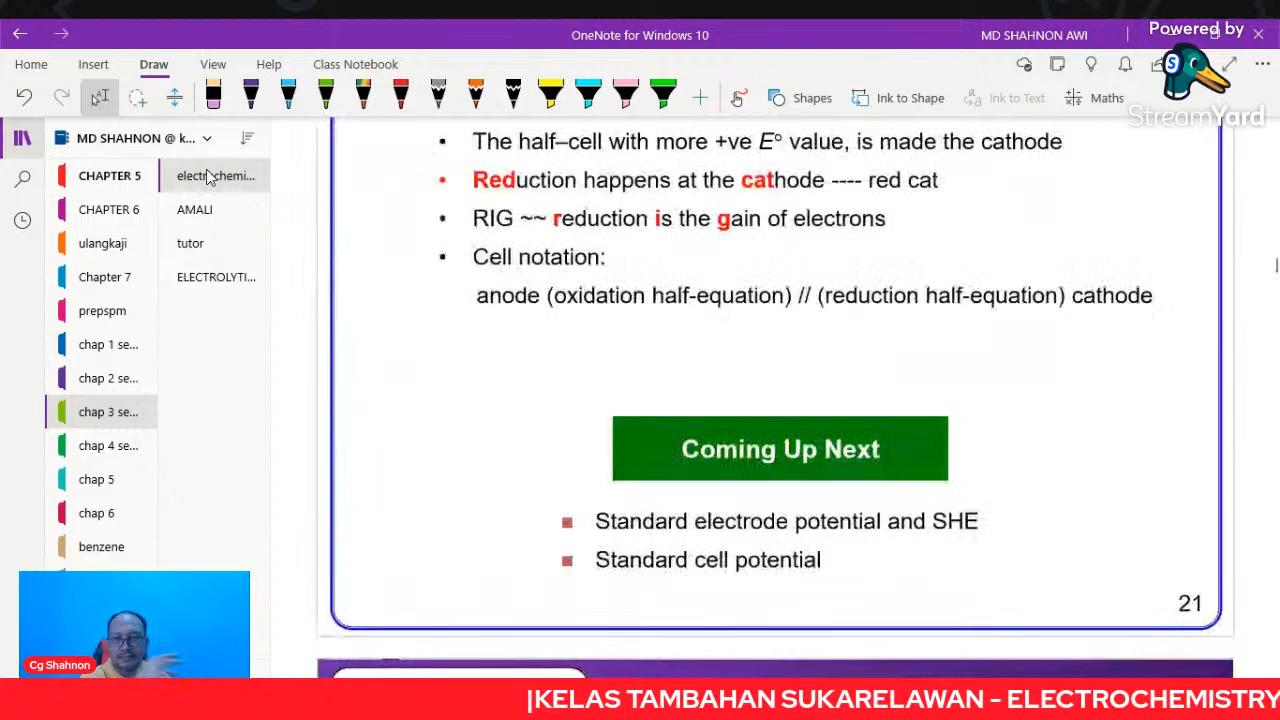 OneNote for Windows 10
MD SHAHNON AWI
Powered by
StreamYard
Home Insert Draw View Help Class Notebook
Shapes Ink to Shape Ink to Text Maths
MD SHAHNON @ k...
CHAPTER 5
CHAPTER 6
ulangkaji
Chapter 7
prepspm
chap 1 se...
chap 2 se...
chap 3 se...
chap 4 se...
chap 5
chap 6
benzene
electrochemi...
AMALI
tutor
ELECTROLYTI...
• The half–cell with more +ve E° value, is made the cathode
• Reduction happens at the cathode ---- red cat
• RIG ~~ reduction is the gain of electrons
• Cell notation:
anode (oxidation half-equation) // (reduction half-equation) cathode
Coming Up Next
Standard electrode potential and SHE
Standard cell potential
21
Cg Shahnon
|KELAS TAMBAHAN SUKARELAWAN - ELECTROCHEMISTRY